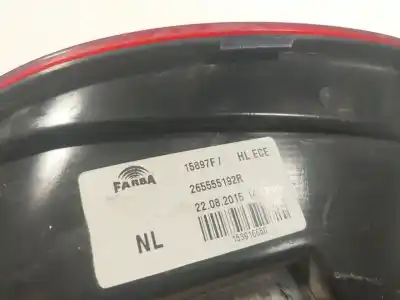 15897F/ HL ECE
FARBA
265555192R
22.08.2015
NL